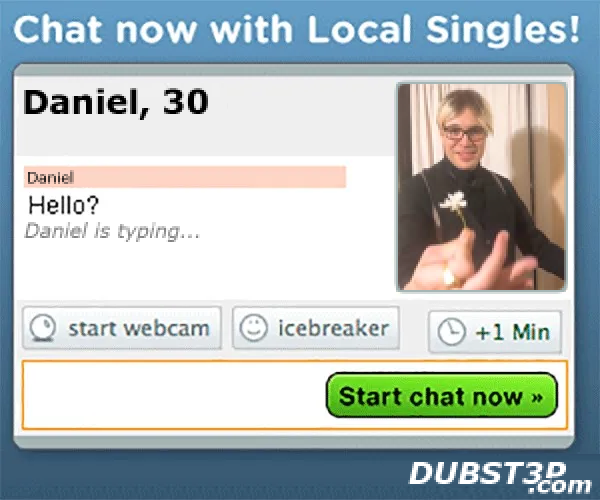 Chat now with Local Singles!
Daniel, 30
Daniel
Hello?
Daniel is typing...
start webcam
icebreaker
+1 Min
Start chat now »
DUBST3P
.com